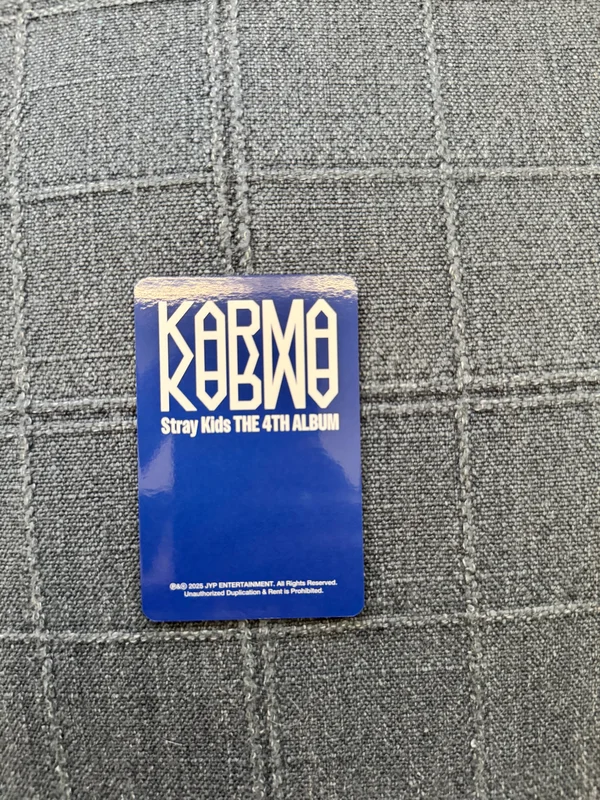 KARMA
Stray Kids THE 4TH ALBUM
℗&© 2025 JYP ENTERTAINMENT. All Rights Reserved.
Unauthorized Duplication & Rent is Prohibited.